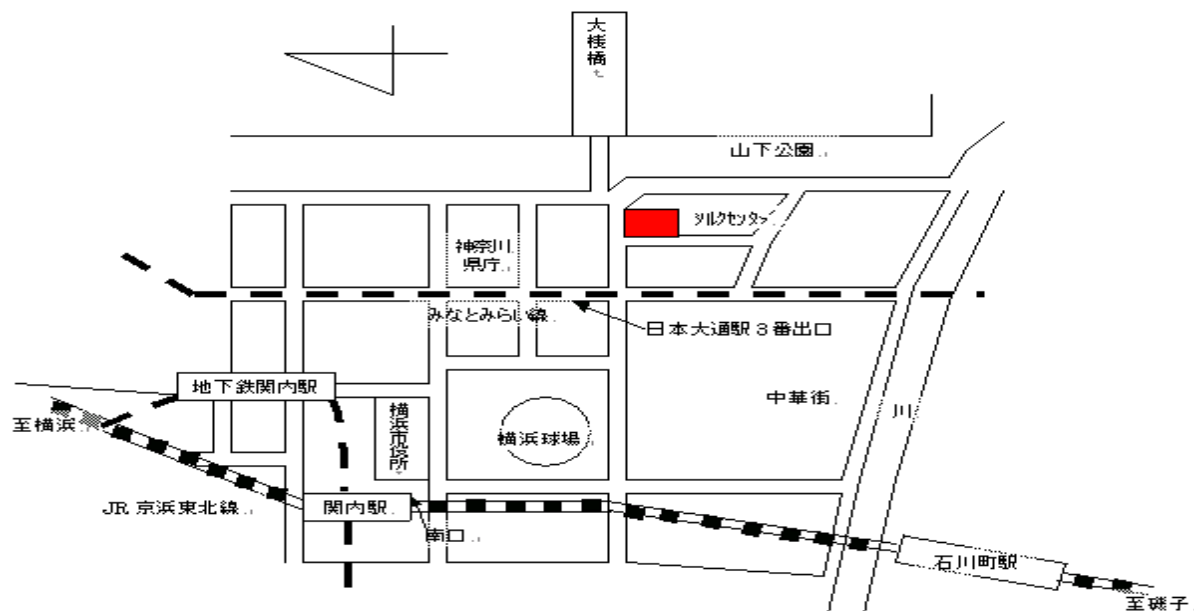 大桟橋
山下公園
シルクセンター
神奈川
県庁
みなとみらい線
日本大通駅3番出口
地下鉄関内駅
中華街
川
至横浜
横浜市役所
横浜球場
JR 京浜東北線
関内駅
南口
石川町駅
至磯子